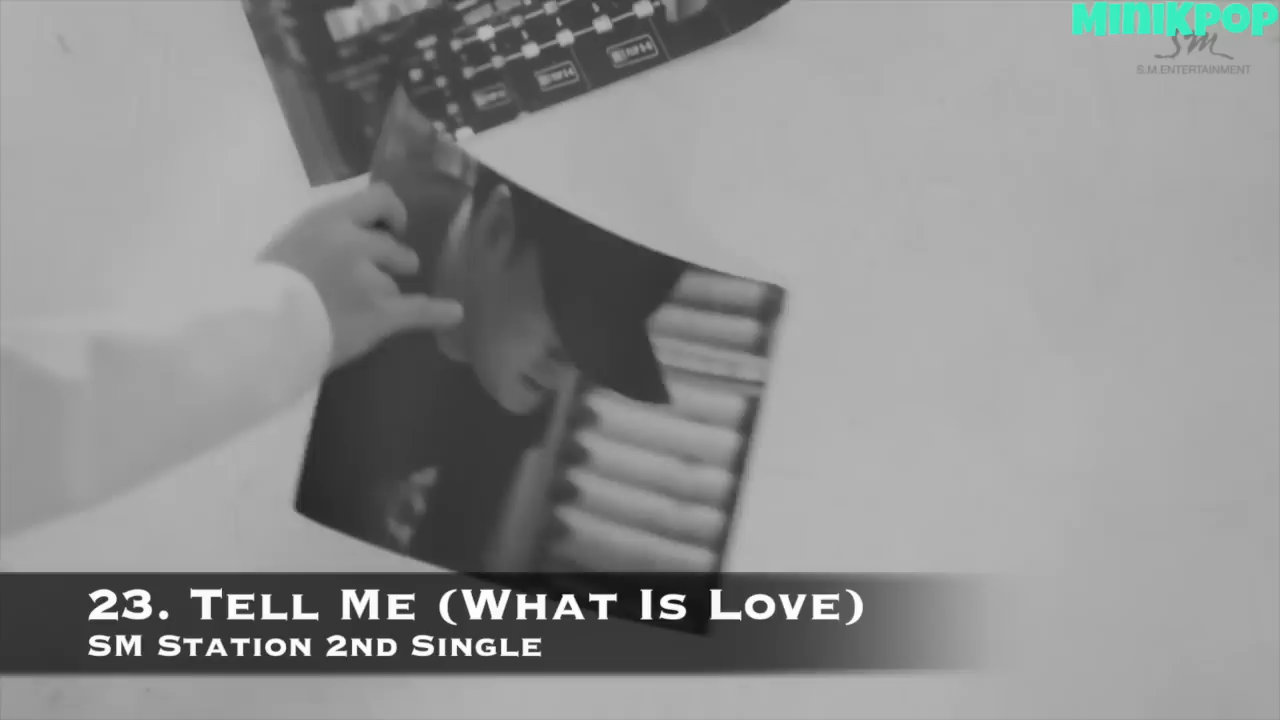 MINIKPOP
SM
S.M.ENTERTAINMENT
23. TELL ME (WHAT IS LOVE)
SM STATION 2ND SINGLE